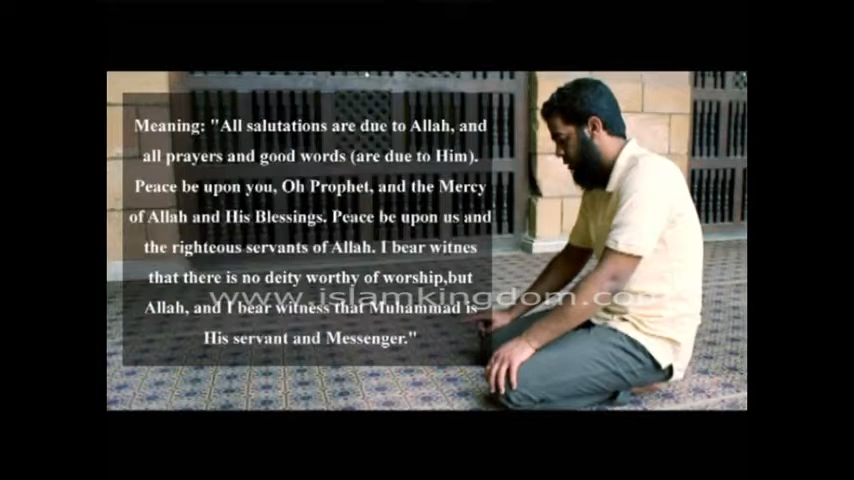 Meaning: "All salutations are due to Allah, and
all prayers and good words (are due to Him).
Peace be upon you, Oh Prophet, and the Mercy
of Allah and His Blessings. Peace be upon us and
the righteous servants of Allah. I bear witnes
that there is no deity worthy of worship,but
Allah, and I bear witness that Muhammad is
His servant and Messenger."
www.islamkingdom.com